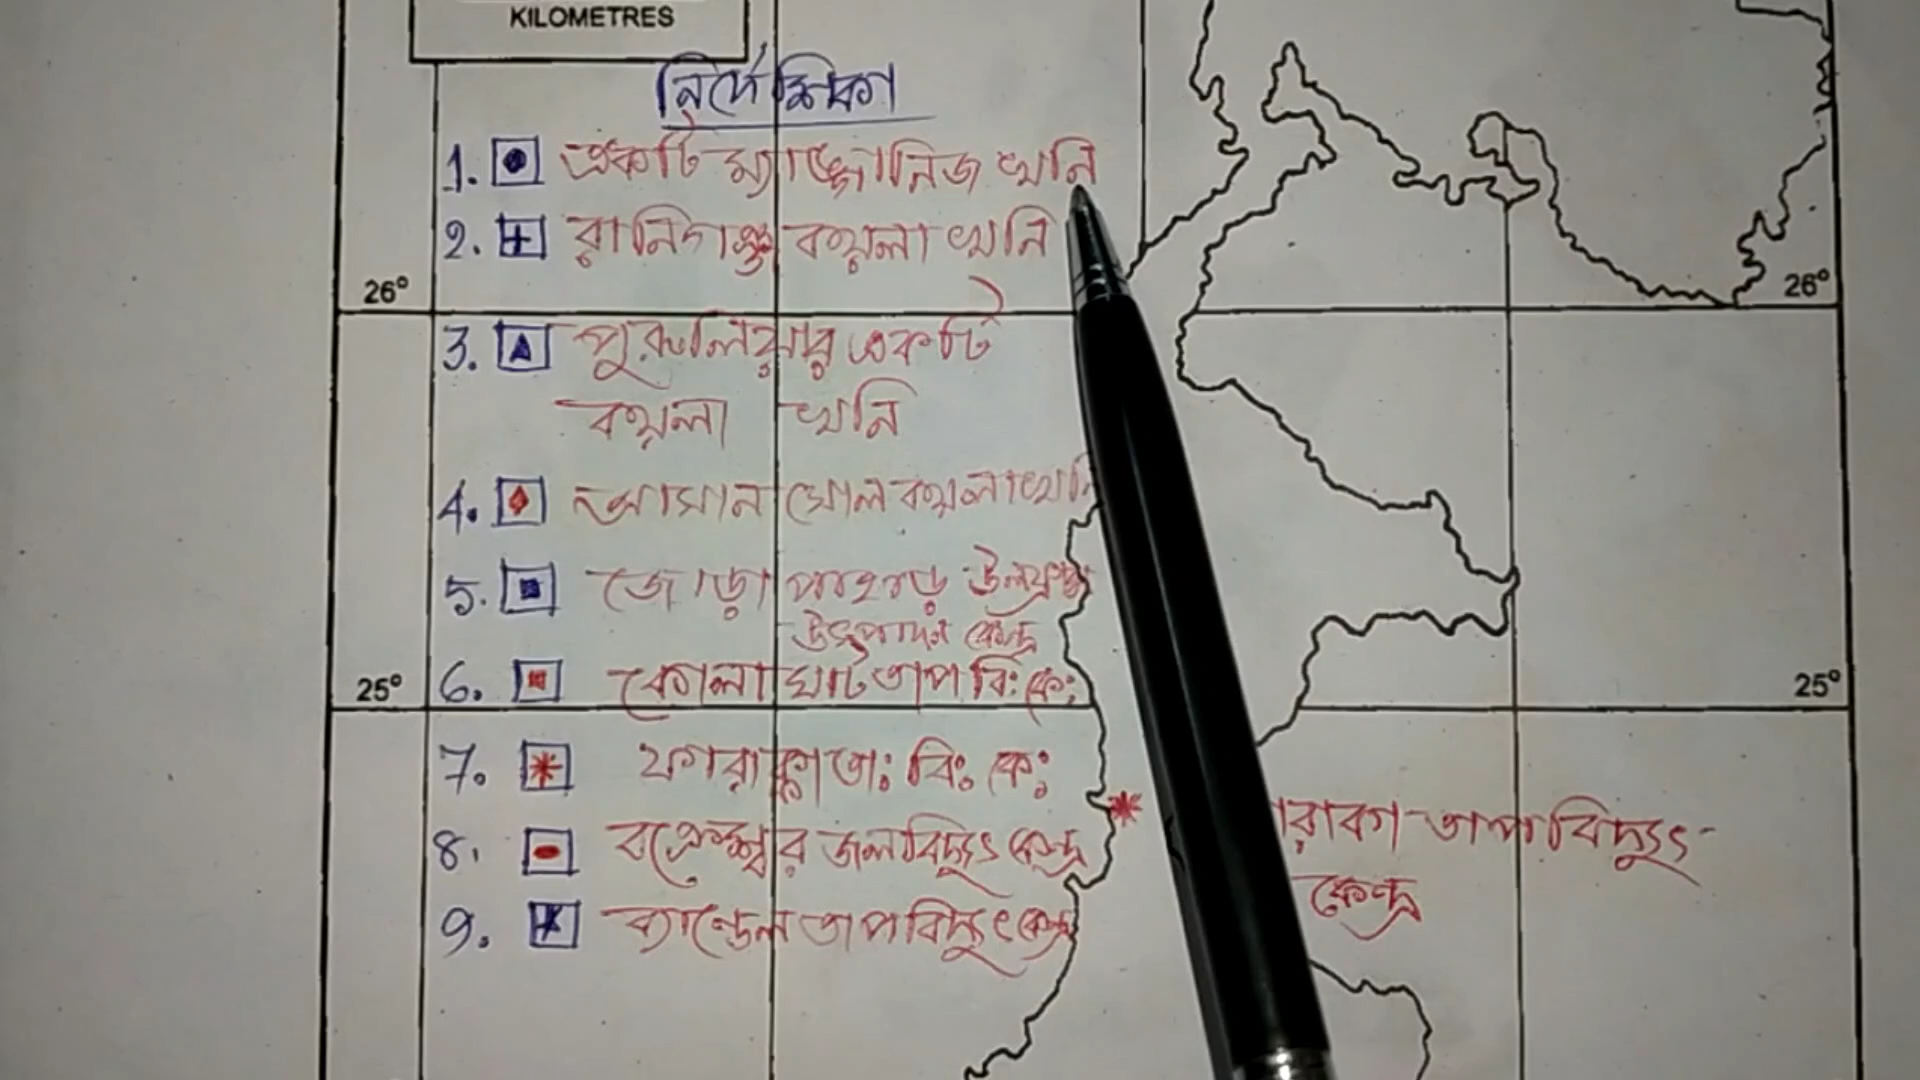 KILOMETRES
নির্দেশিকা
1. একটি ম্যাঙ্গানিজ খনি
2. রানিগঞ্জ কয়লা খনি
26° 26°
3. পুরুলিয়ার একটি
কয়লা খনি
4. আসানসোল কয়লাখনি
5. জোড়া পাহাড় উলফ্রাম
উৎপাদন কেন্দ্র
25° 25°
6. কোলাঘাট তাপ বি: কে:
7. ফারাক্কা তা: বি: কে:
8. বক্রেশ্বর জলবিদ্যুৎ কেন্দ্র
9. ব্যান্ডেল তাপবিদ্যুৎ কেন্দ্র
রাক্কা তাপবিদ্যুৎ-
কেন্দ্র